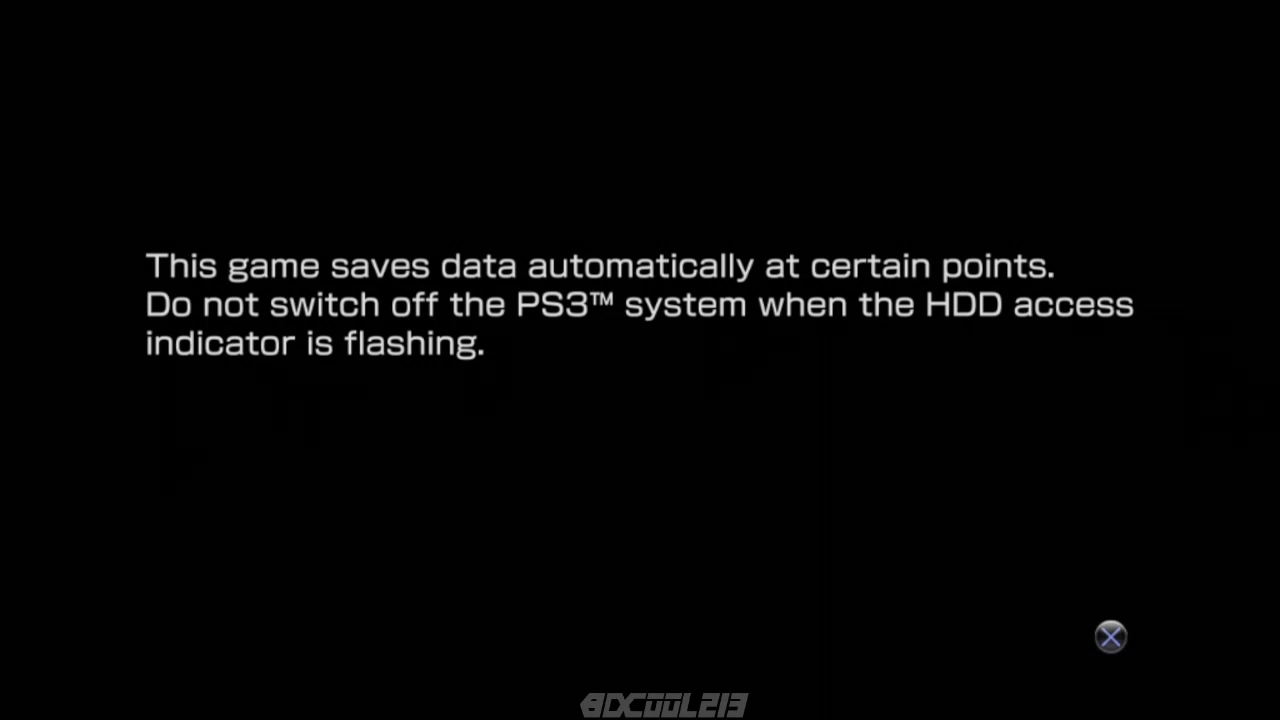 This game saves data automatically at certain points.
Do not switch off the PS3™ system when the HDD access
indicator is flashing.
ADCOOL213